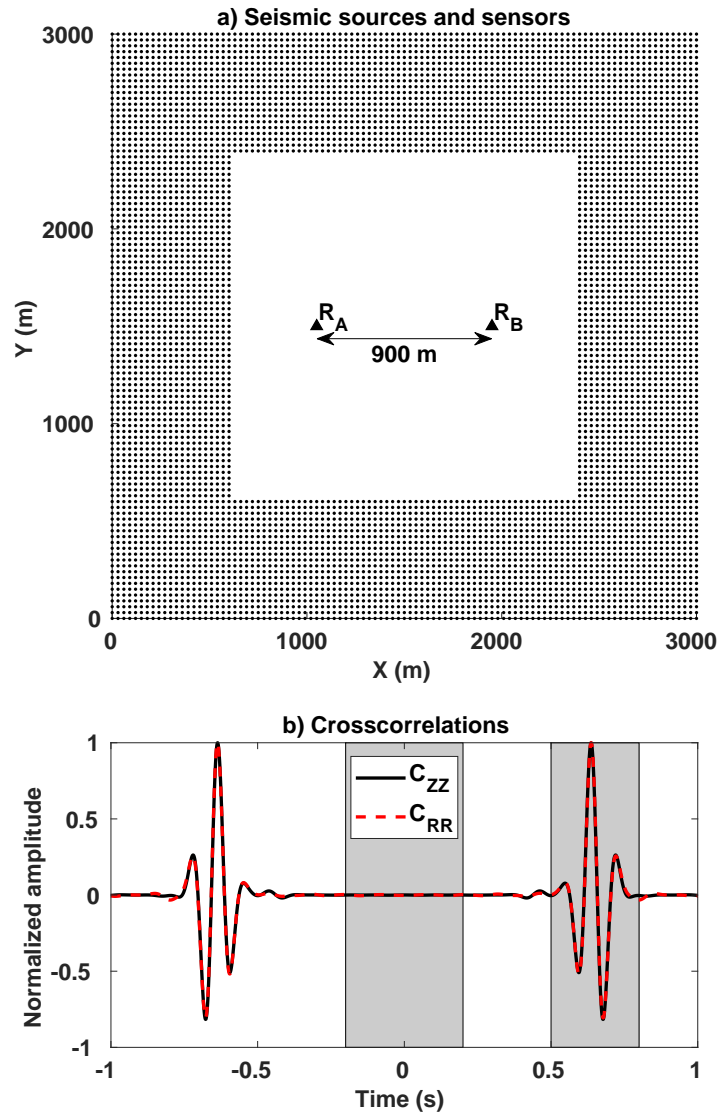 a) Seismic sources and sensors
3000
2000
1000
0
Y (m)
R_A
R_B
900 m
0 1000 2000 3000
X (m)
b) Crosscorrelations
1
0.5
0
-0.5
-1
Normalized amplitude
C_ZZ
C_RR
-1 -0.5 0 0.5 1
Time (s)